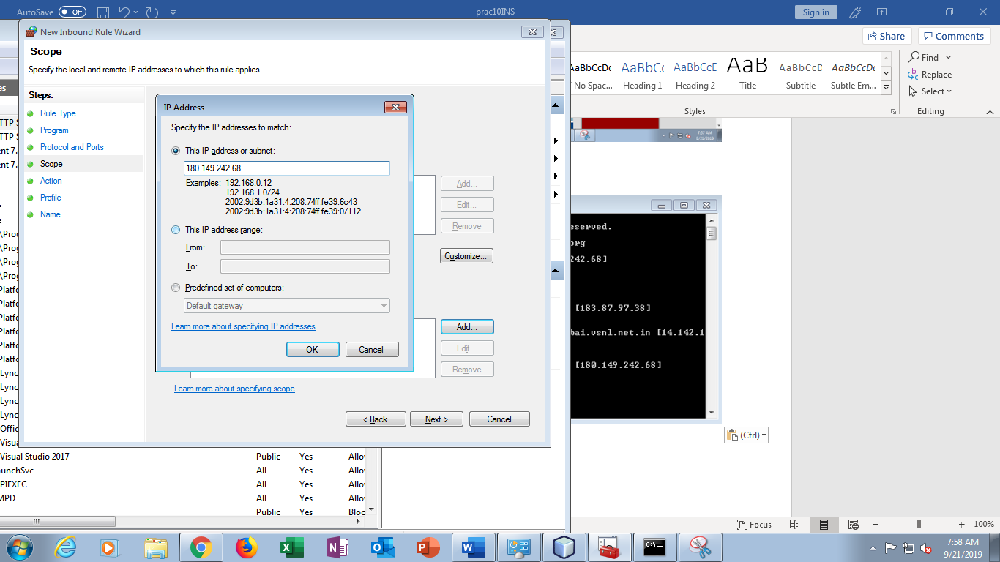 AutoSave Off
prac10INS
Sign in
New Inbound Rule Wizard
Share
Comments
Scope
Specify the local and remote IP addresses to which this rule applies.
Steps:
Rule Type
Program
Protocol and Ports
Scope
Action
Profile
Name
IP Address
Specify the IP addresses to match:
This IP address or subnet:
180.149.242.68
Examples: 192.168.0.12
192.168.1.0/24
2002:9d3b:1a31:4:208:74ff:fe39:6c43
2002:9d3b:1a31:4:208:74ff:fe39:0/112
This IP address range:
From:
To:
Predefined set of computers:
Default gateway
Learn more about specifying IP addresses
OK
Cancel
Add...
Edit...
Remove
Customize...
Add...
Edit...
Remove
Learn more about specifying scope
< Back
Next >
Cancel
AaBbCcDc
AaBbCc
AaBbCcD
AaB
AaBbCcD
AaBbCcDc
No Spac...
Heading 1
Heading 2
Title
Subtitle
Subtle Em...
Styles
Find
Replace
Select
Editing
7:57 AM
9/21/2019
eserved.
org
242.68]
[183.87.97.38]
bai.vsnl.net.in [14.142.1
[180.149.242.68]
(Ctrl)
es
TTP S
TTP S
ent 7.4
ent 7.4
e
e
\Prog
\Prog
\Prog
\Prog
Platfo
Platfo
Platfo
Platfo
Platfo
Platfo
Lync
Lync
Lync
Lync
Offic
Visua
Visual Studio 2017 Public Yes Allo
unchSvc All Yes Allo
PIEXEC All Yes Allo
MPD All Yes Allo
Public Yes Bloc
Focus
100%
7:58 AM
9/21/2019